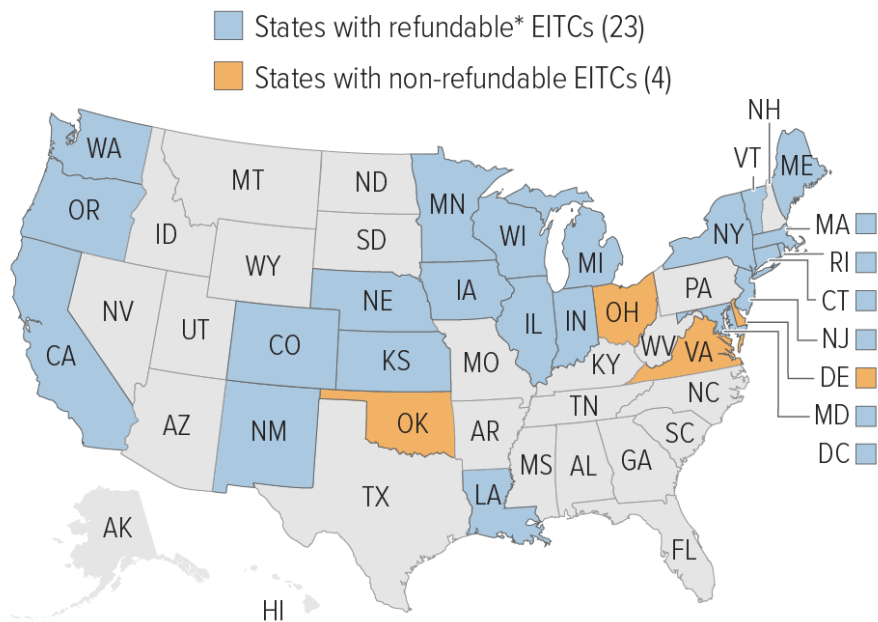 States with refundable* EITCs (23)
States with non-refundable EITCs (4)
NH
WA
VT
ME
MT
ND
MN
OR
MA
ID
SD
WI
NY
WY
MI
RI
NE
IA
PA
CT
NV
OH
UT
IL
IN
NJ
CA
CO
KS
MO
WV
VA
KY
DE
NC
TN
AZ
NM
OK
AR
SC
MD
MS
AL
GA
DC
TX
LA
AK
FL
HI